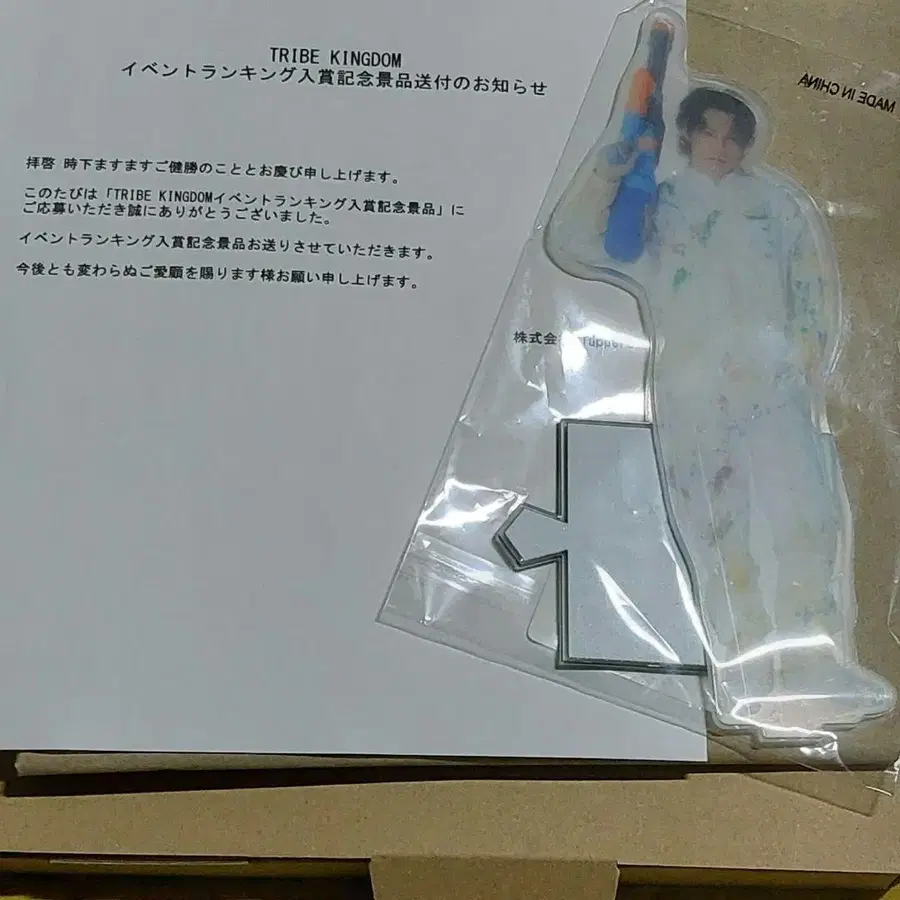 TRIBE KINGDOM
イベントランキング入賞記念景品送付のお知らせ
拝啓 時下ますますご健勝のこととお慶び申し上げます。
このたびは「TRIBE KINGDOMイベントランキング入賞記念景品」に
ご応募いただき誠にありがとうございました。
イベントランキング入賞記念景品お送りさせていただきます。
今後とも変わらぬご愛顧を賜ります様お願い申し上げます。
株式会
MADE IN CHINA